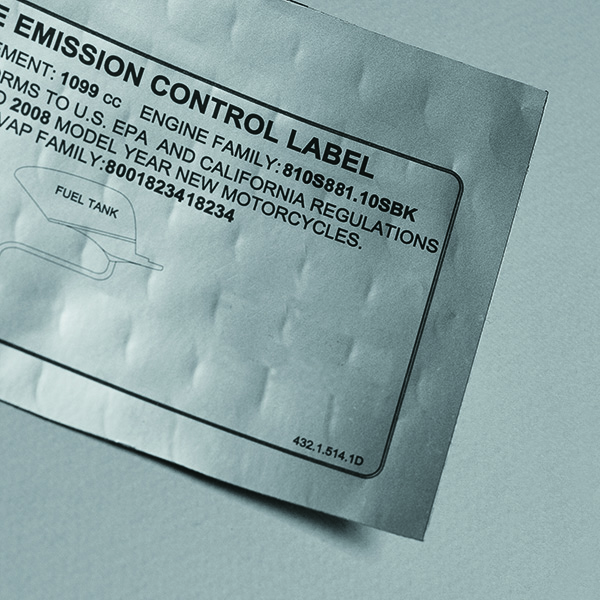 E EMISSION CONTROL LABEL
EMENT: 1099 cc ENGINE FAMILY: 810S881.10SBK
ORMS TO U.S. EPA AND CALIFORNIA REGULATIONS
O 2008 MODEL YEAR NEW MOTORCYCLES.
VAP FAMILY:8001823418234
FUEL TANK
432.1.514.1D